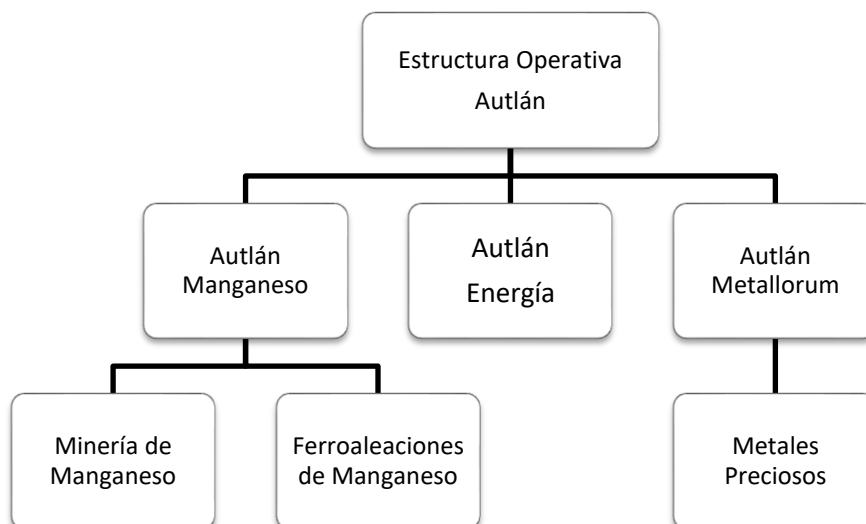 Estructura Operativa
Autlán
Autlán
Manganeso
Autlán
Energía
Autlán
Metallorum
Minería de
Manganeso
Ferroaleaciones
de Manganeso
Metales
Preciosos